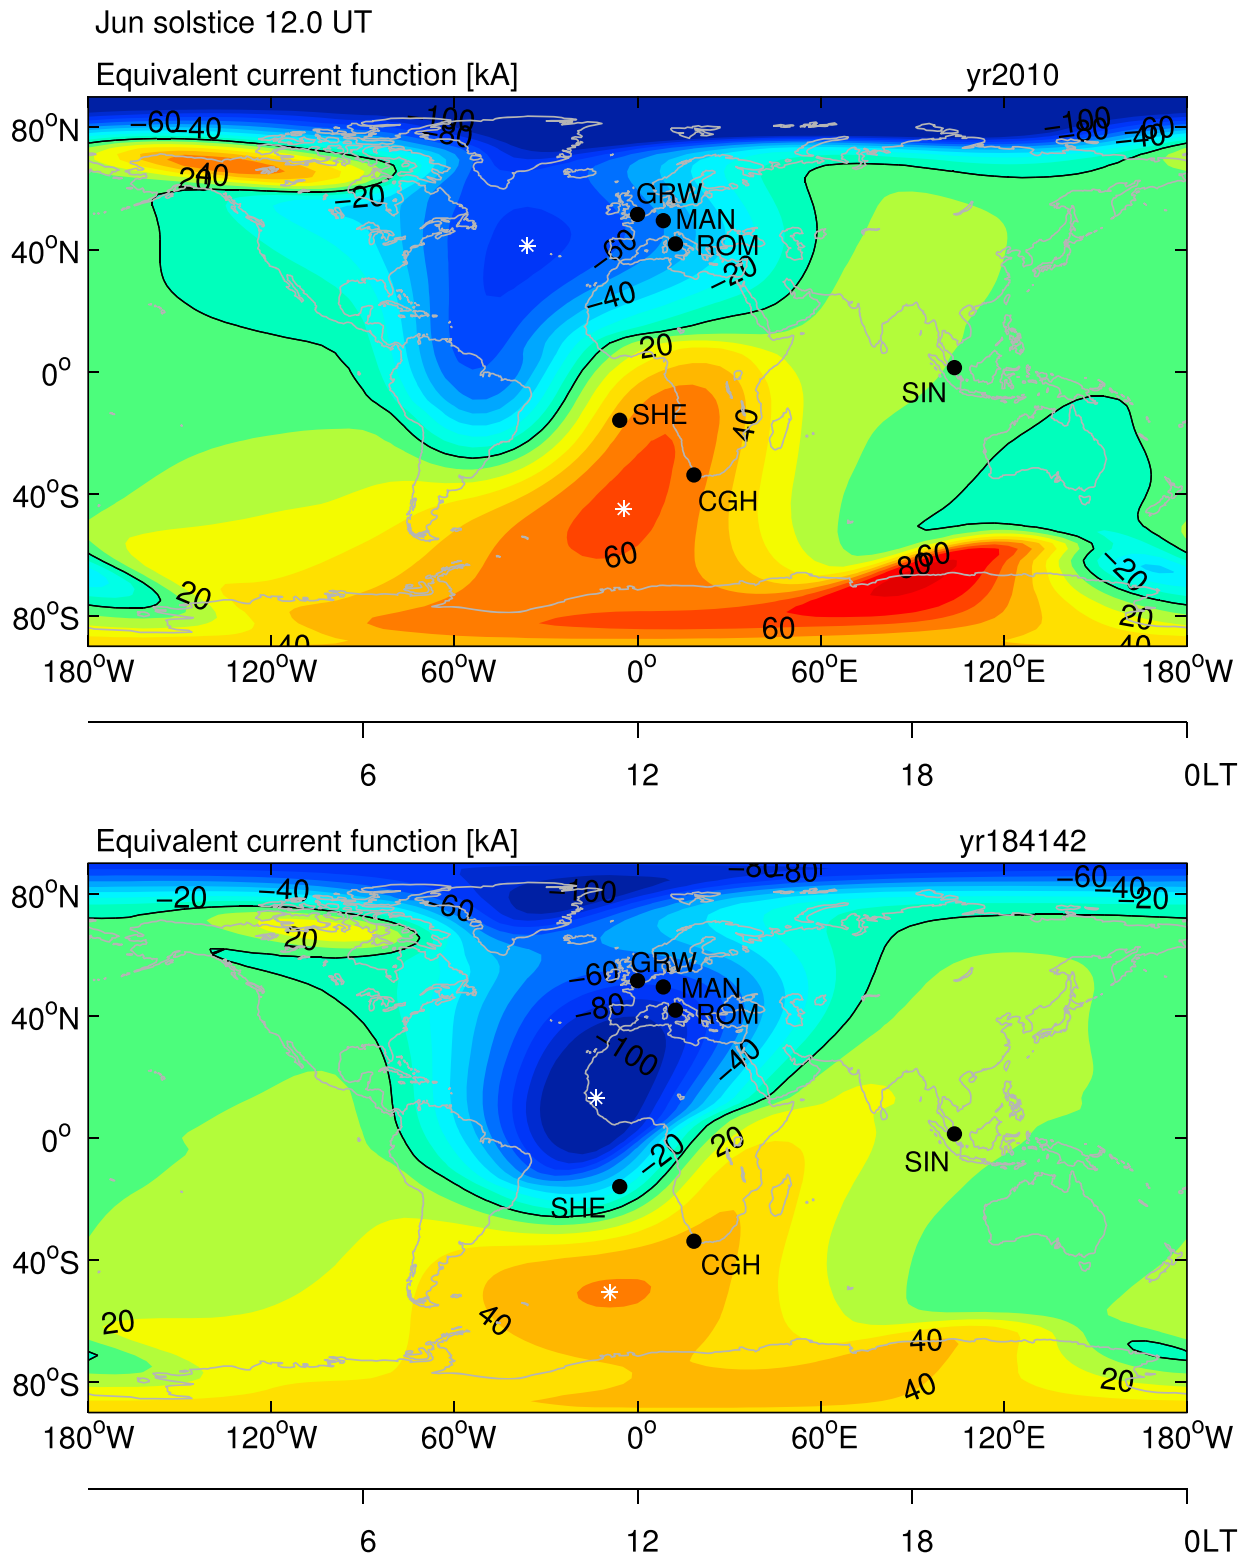 Jun solstice 12.0 UT
Equivalent current function [kA] yr2010
80°N
40°N
0°
40°S
80°S
−60 −40 −100 −80 −100 −80 −60 −40
20 40 −20
GRW
MAN
−60 ROM
−40 −20
20
SIN
SHE 40
CGH
60 80 60 −20
20 20
40 60 40
180°W 120°W 60°W 0° 60°E 120°E 180°W
6 12 18 0LT
Equivalent current function [kA] yr184142
80°N
40°N
0°
40°S
80°S
−80 −80
−20 −40 −60 −100 −60 −40 −20
20
−60 GRW
−80 MAN
ROM
−100 −40
−20 20
SIN
SHE
CGH
20 40 40
40 20
180°W 120°W 60°W 0° 60°E 120°E 180°W
6 12 18 0LT